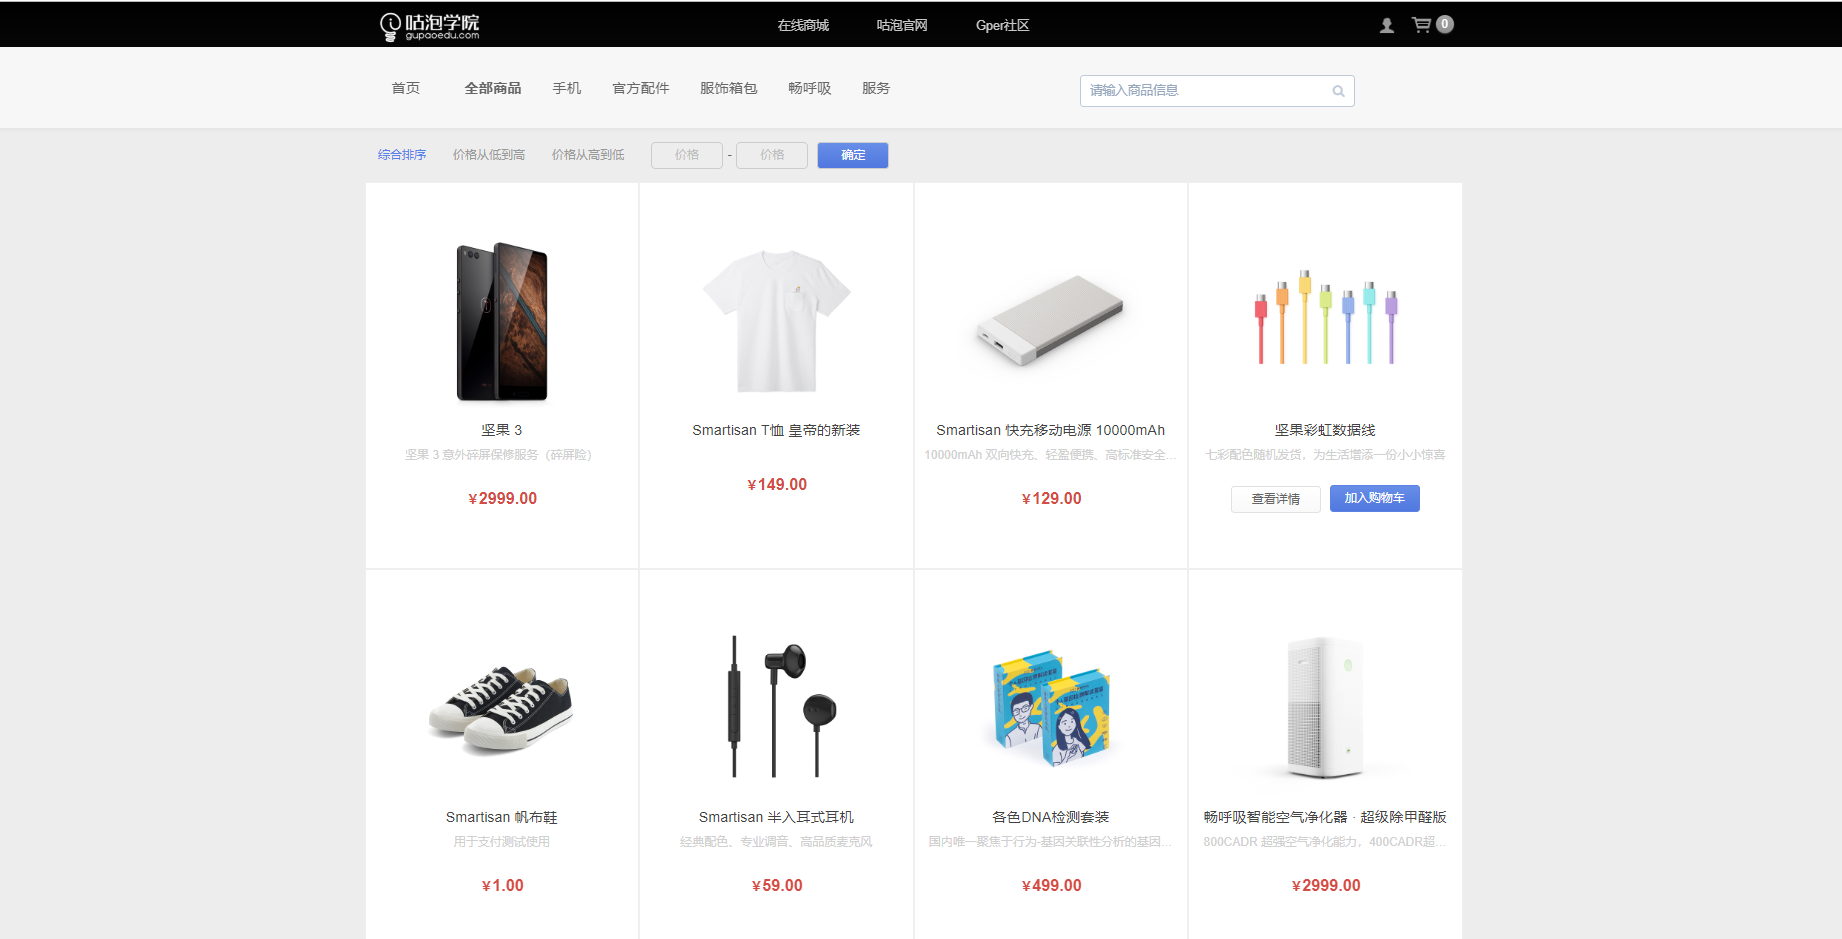 咕泡学院
gupaoedu.com
在线商城 咕泡官网 Gper社区
0
首页 全部商品 手机 官方配件 服饰箱包 畅呼吸 服务
请输入商品信息
综合排序 价格从低到高 价格从高到低 价格 - 价格 确定
坚果 3
坚果 3 意外碎屏保修服务（碎屏险）
¥2999.00
Smartisan T恤 皇帝的新装
¥149.00
Smartisan 快充移动电源 10000mAh
10000mAh 双向快充、轻盈便携、高标准安全...
¥129.00
坚果彩虹数据线
七彩配色随机发货，为生活增添一份小小惊喜
查看详情 加入购物车
Smartisan 帆布鞋
用于支付测试使用
¥1.00
Smartisan 半入耳式耳机
经典配色、专业调音、高品质麦克风
¥59.00
各色DNA检测套装
国内唯一聚焦于行为-基因关联性分析的基因...
¥499.00
畅呼吸智能空气净化器 · 超级除甲醛版
800CADR 超强空气净化能力，400CADR超...
¥2999.00